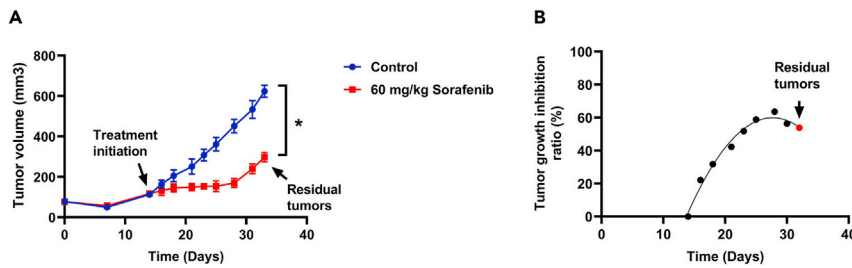 A
Tumor volume (mm3)
800
600
400
200
0
0
10
20
30
40
Time (Days)
Treatment
initiation
*
Residual
tumors
Control
60 mg/kg Sorafenib
B
Tumor growth inhibition
ratio (%)
100
80
60
40
20
0
0
10
20
30
40
Time (Days)
Residual
tumors